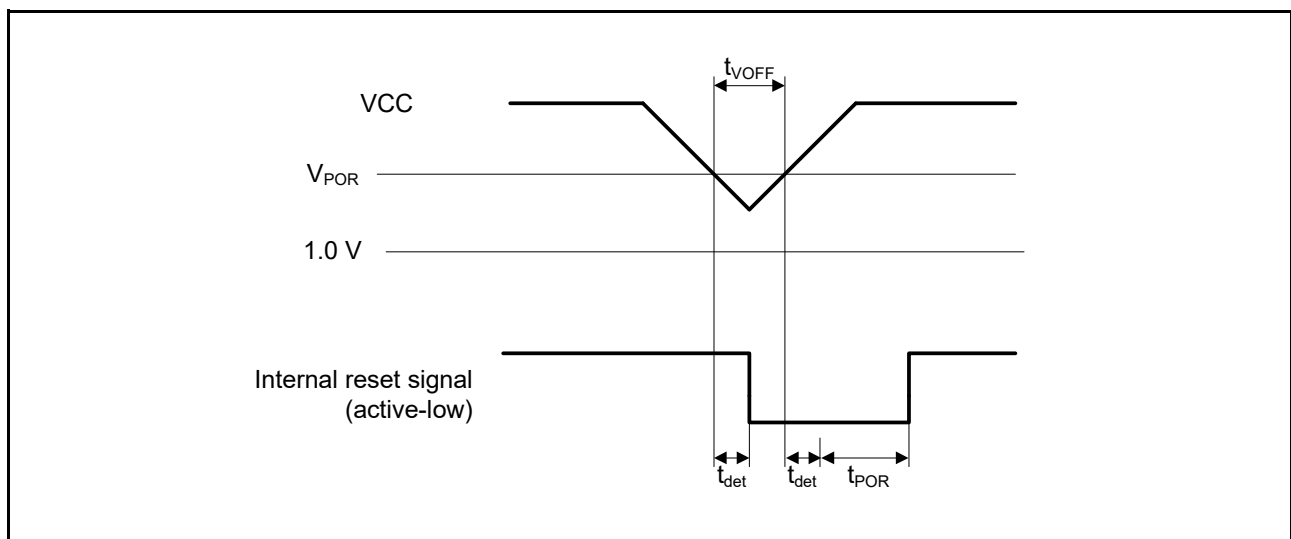 tVOFF
VCC
VPOR
1.0 V
Internal reset signal
(active-low)
tdet
tdet
tPOR